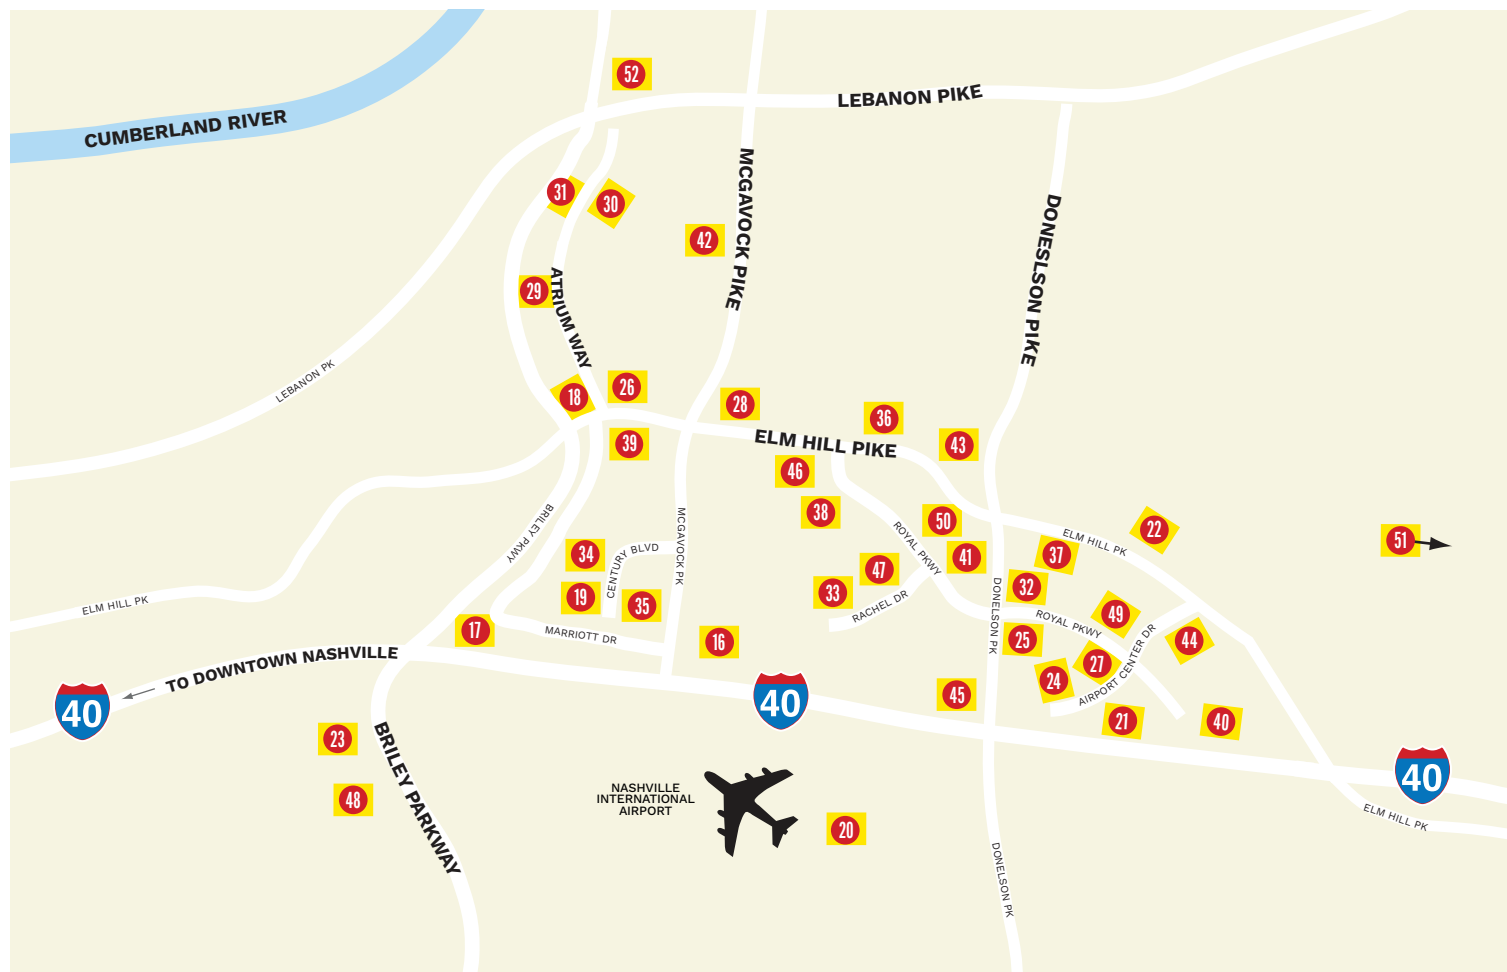 52
LEBANON PIKE
CUMBERLAND RIVER
MCGAVOCK PIKE
31
30
DONESLSON PIKE
42
29
ATRIUM WAY
LEBANON PK
26
18
28
36
39
ELM HILL PIKE
43
46
38
50
22
BRILEY PKWY
MCGAVOCK PK
ROYAL PKWY
ELM HILL PK
51
34
CENTURY BLVD
41
37
47
32
33
19
35
RACHEL DR
DONELSON PK
ELM HILL PK
49
17
MARRIOTT DR
16
25
ROYAL PKWY
44
TO DOWNTOWN NASHVILLE
27
24
AIRPORT CENTER DR
45
40
40
21
40
23
BRILEY PARKWAY
40
48
NASHVILLE
INTERNATIONAL
AIRPORT
20
ELM HILL PK
DONELSON PK